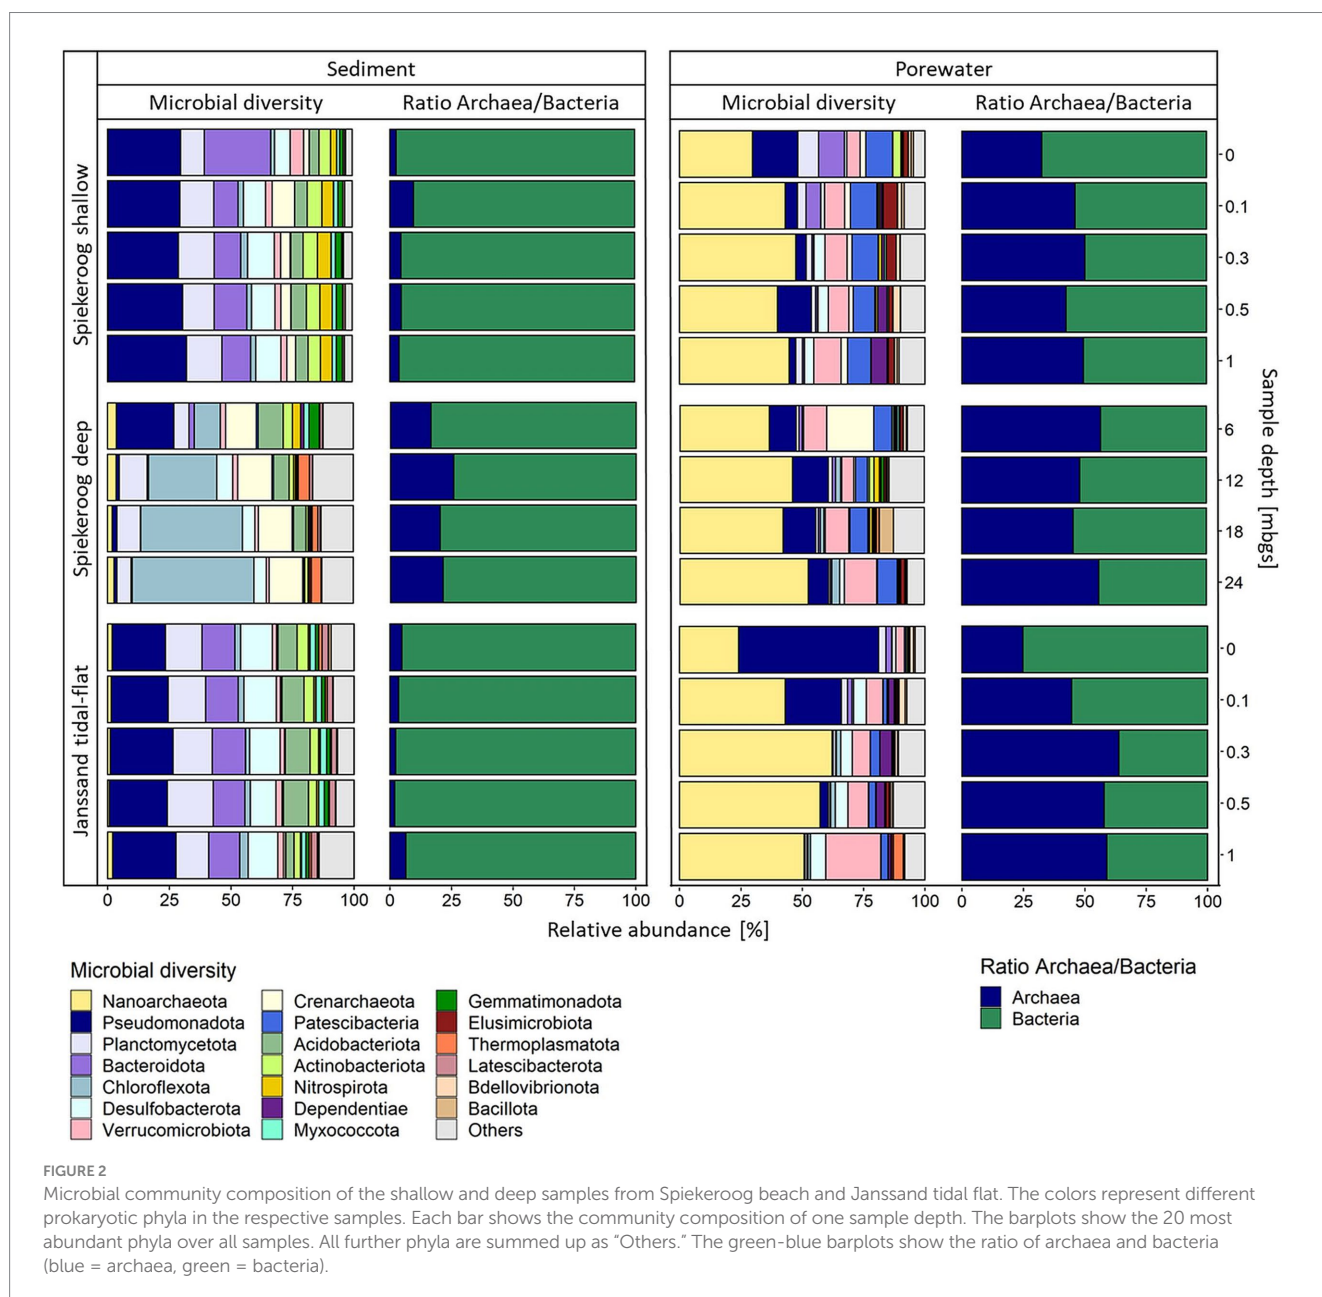 Sediment
Porewater
Microbial diversity
Ratio Archaea/Bacteria
Microbial diversity
Ratio Archaea/Bacteria
Spiekeroog shallow
0
0.1
0.3
0.5
1
Spiekeroog deep
6
12
18
24
Janssand tidal-flat
0
0.1
0.3
0.5
1
Sample depth [mbgs]
0 25 50 75 100 0 25 50 75 100 0 25 50 75 100 0 25 50 75 100
Relative abundance [%]
Microbial diversity
Nanoarchaeota
Pseudomonadota
Planctomycetota
Bacteroidota
Chloroflexota
Desulfobacterota
Verrucomicrobiota
Crenarchaeota
Patescibacteria
Acidobacteriota
Actinobacteriota
Nitrospirota
Dependentiae
Myxococcota
Gemmatimonadota
Elusimicrobiota
Thermoplasmatota
Latescibacterota
Bdellovibrionota
Bacillota
Others
Ratio Archaea/Bacteria
Archaea
Bacteria
FIGURE 2
Microbial community composition of the shallow and deep samples from Spiekeroog beach and Janssand tidal flat. The colors represent different
prokaryotic phyla in the respective samples. Each bar shows the community composition of one sample depth. The barplots show the 20 most
abundant phyla over all samples. All further phyla are summed up as “Others.” The green-blue barplots show the ratio of archaea and bacteria
(blue = archaea, green = bacteria).